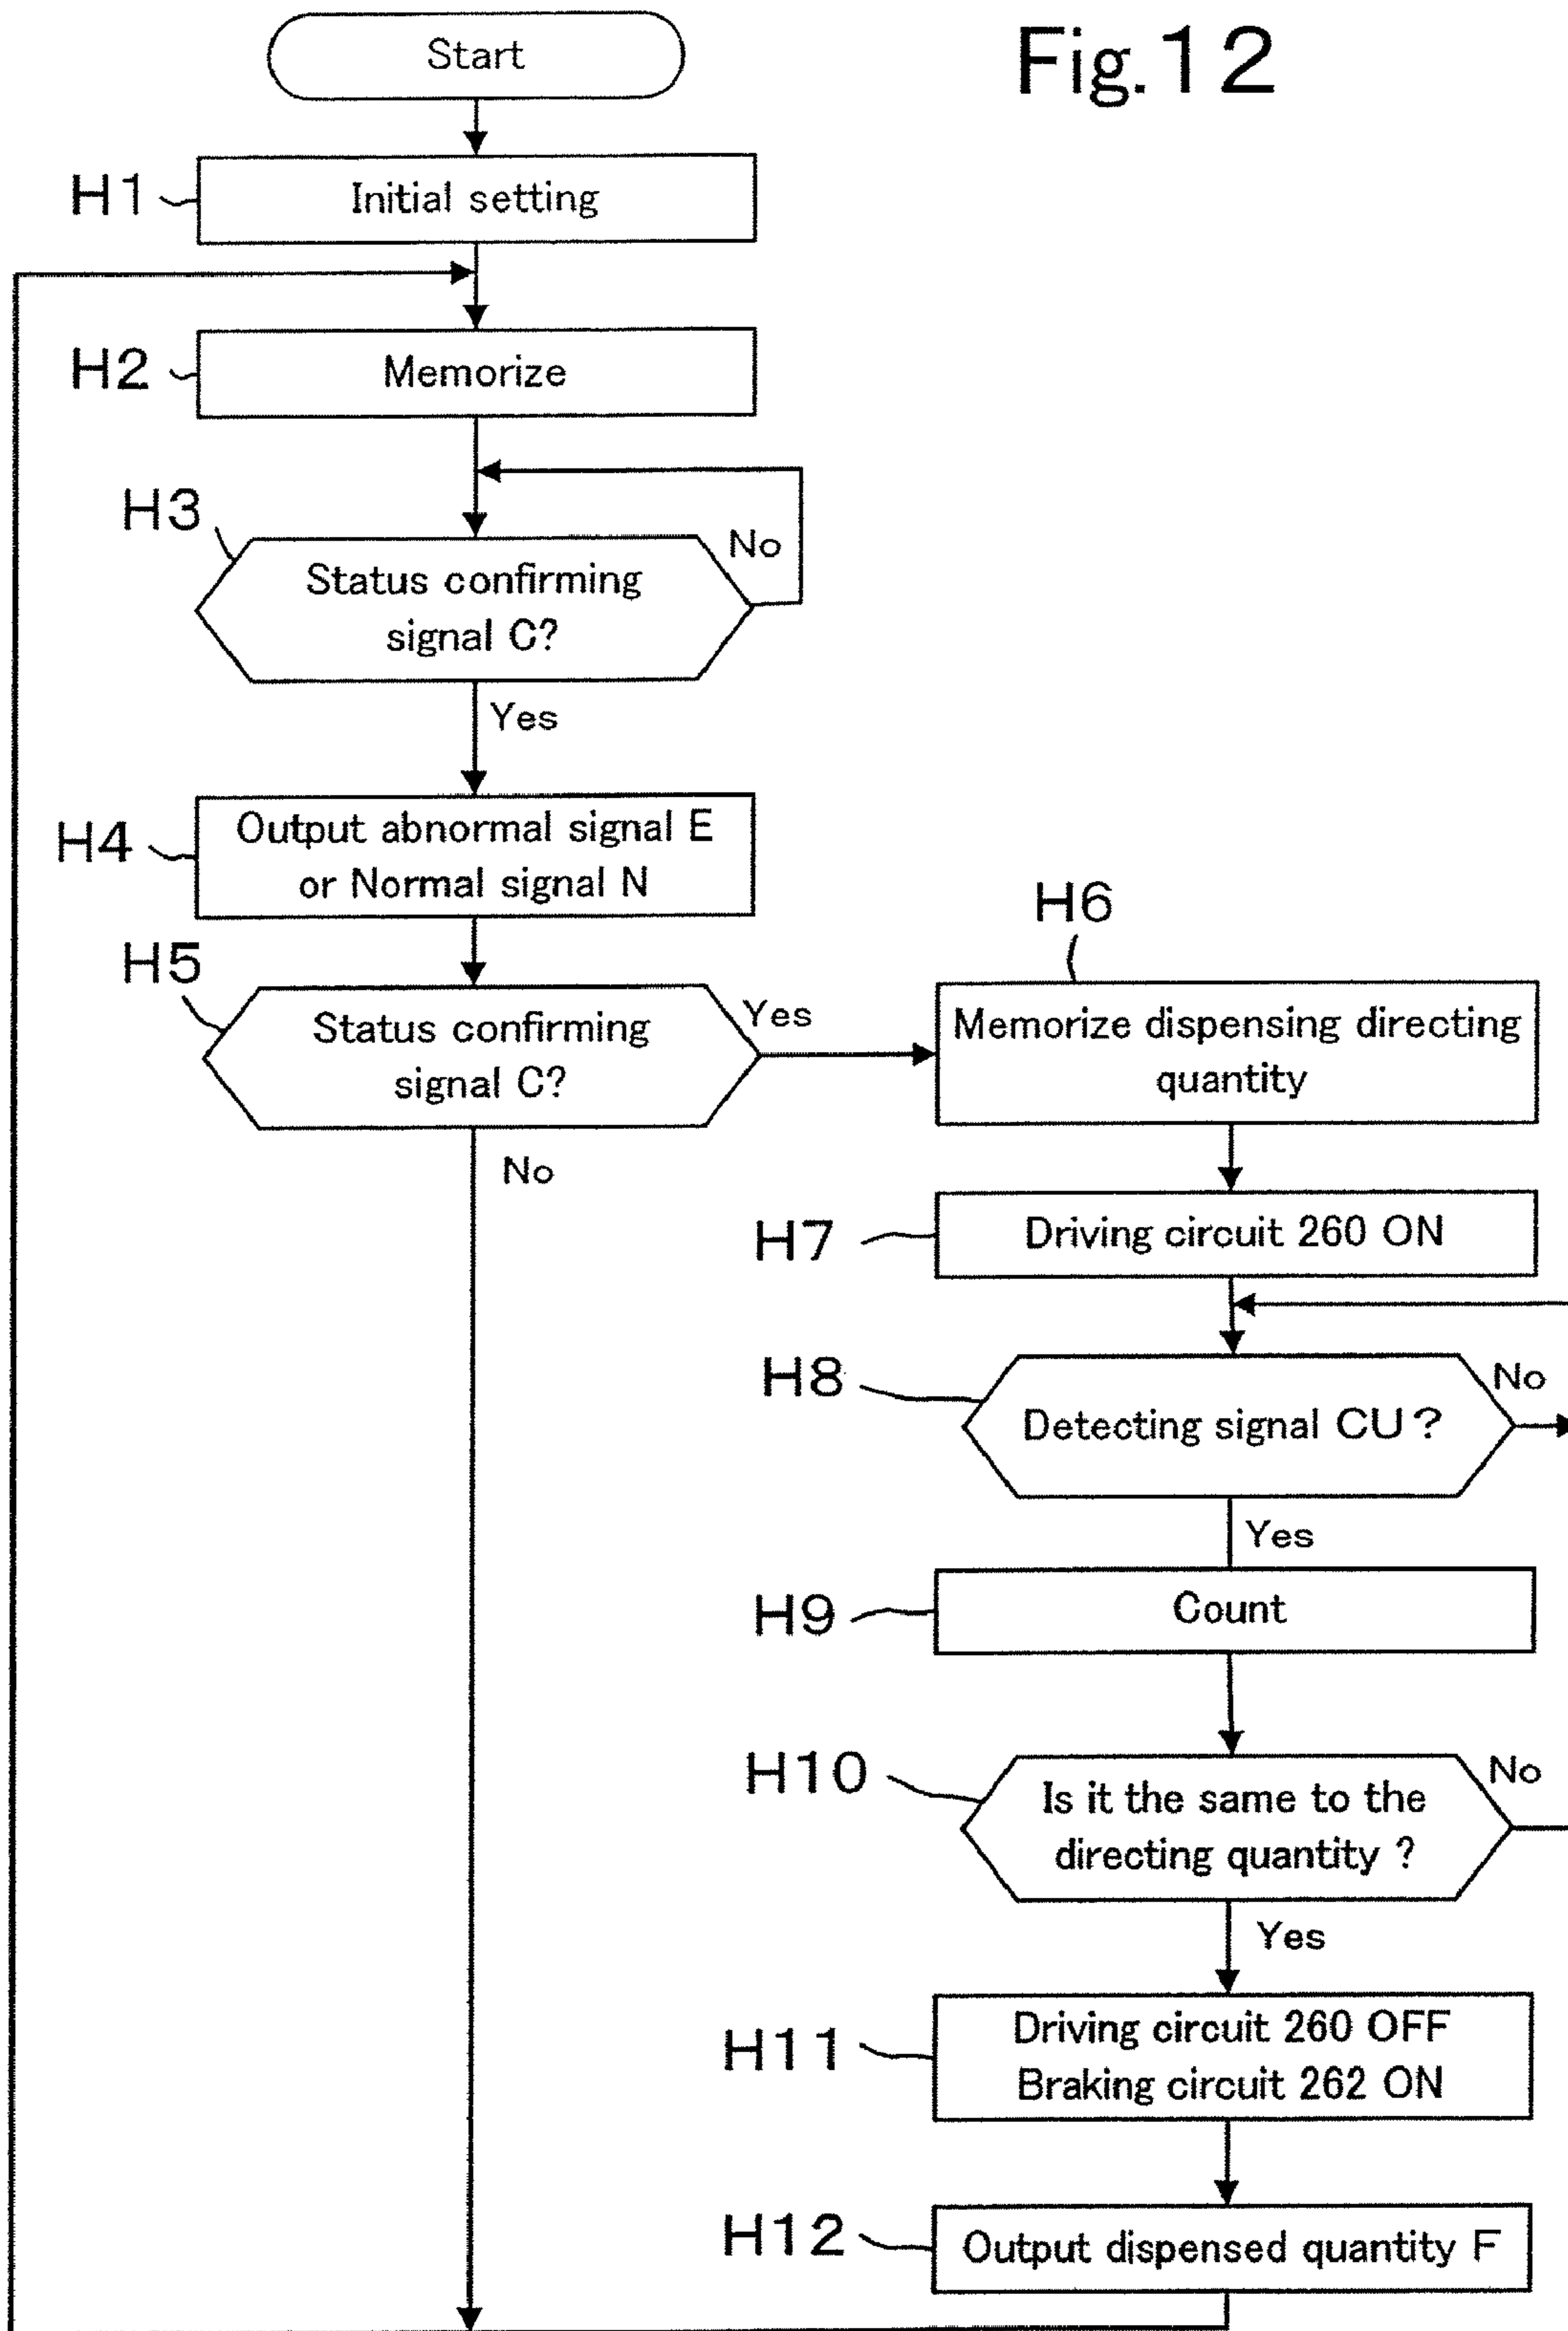 Fig.12
Start
H1
Initial setting
H2
Memorize
H3
Status confirming
signal C?
No
Yes
H4
Output abnormal signal E
or Normal signal N
H5
Status confirming
signal C?
Yes
No
H6
Memorize dispensing directing
quantity
H7
Driving circuit 260 ON
H8
Detecting signal CU ?
No
Yes
H9
Count
H10
Is it the same to the
directing quantity ?
No
Yes
H11
Driving circuit 260 OFF
Braking circuit 262 ON
H12
Output dispensed quantity F